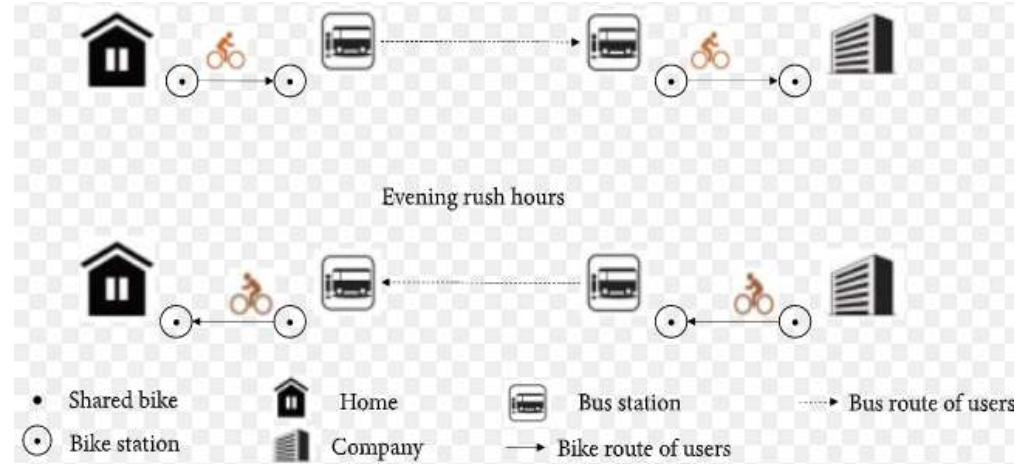 Evening rush hours
Shared bike
Home
Bus station
Bus route of users
Bike station
Company
Bike route of users